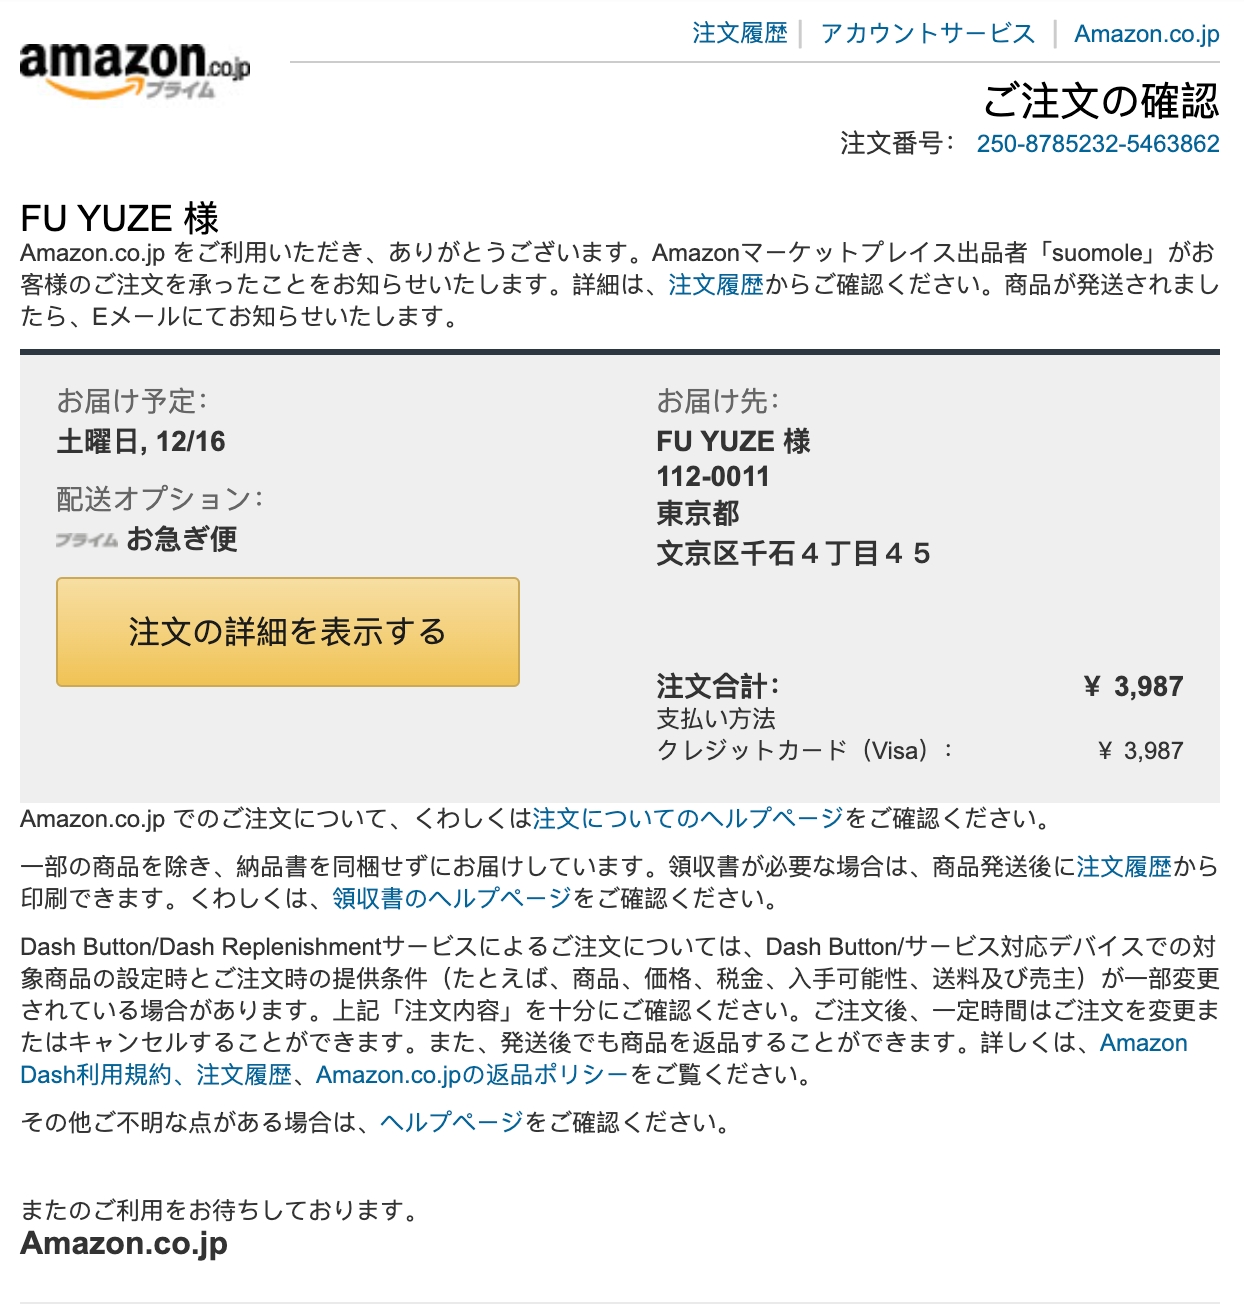 注文履歴 | アカウントサービス | Amazon.co.jp
amazon.co.jp
プライム
ご注文の確認
注文番号： 250-8785232-5463862
FU YUZE 様
Amazon.co.jp をご利用いただき、ありがとうございます。Amazonマーケットプレイス出品者「suomole」がお
客様のご注文を承ったことをお知らせいたします。詳細は、注文履歴からご確認ください。商品が発送されまし
たら、Eメールにてお知らせいたします。
お届け予定：
土曜日, 12/16
配送オプション：
プライム お急ぎ便
注文の詳細を表示する
お届け先：
FU YUZE 様
112-0011
東京都
文京区千石４丁目４５
注文合計： ￥ 3,987
支払い方法
クレジットカード（Visa）： ￥ 3,987
Amazon.co.jp でのご注文について、くわしくは注文についてのヘルプページをご確認ください。
一部の商品を除き、納品書を同梱せずにお届けしています。領収書が必要な場合は、商品発送後に注文履歴から
印刷できます。くわしくは、領収書のヘルプページをご確認ください。
Dash Button/Dash Replenishmentサービスによるご注文については、Dash Button/サービス対応デバイスでの対
象商品の設定時とご注文時の提供条件（たとえば、商品、価格、税金、入手可能性、送料及び売主）が一部変更
されている場合があります。上記「注文内容」を十分にご確認ください。ご注文後、一定時間はご注文を変更ま
たはキャンセルすることができます。また、発送後でも商品を返品することができます。詳しくは、Amazon
Dash利用規約、注文履歴、Amazon.co.jpの返品ポリシーをご覧ください。
その他ご不明な点がある場合は、ヘルプページをご確認ください。
またのご利用をお待ちしております。
Amazon.co.jp